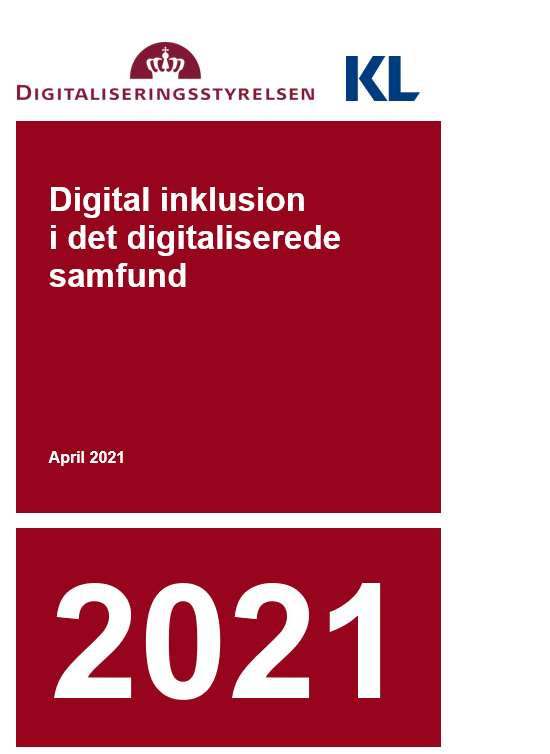 DIGITALISERINGSSTYRELSEN
KL
Digital inklusion
i det digitaliserede
samfund
April 2021
2021